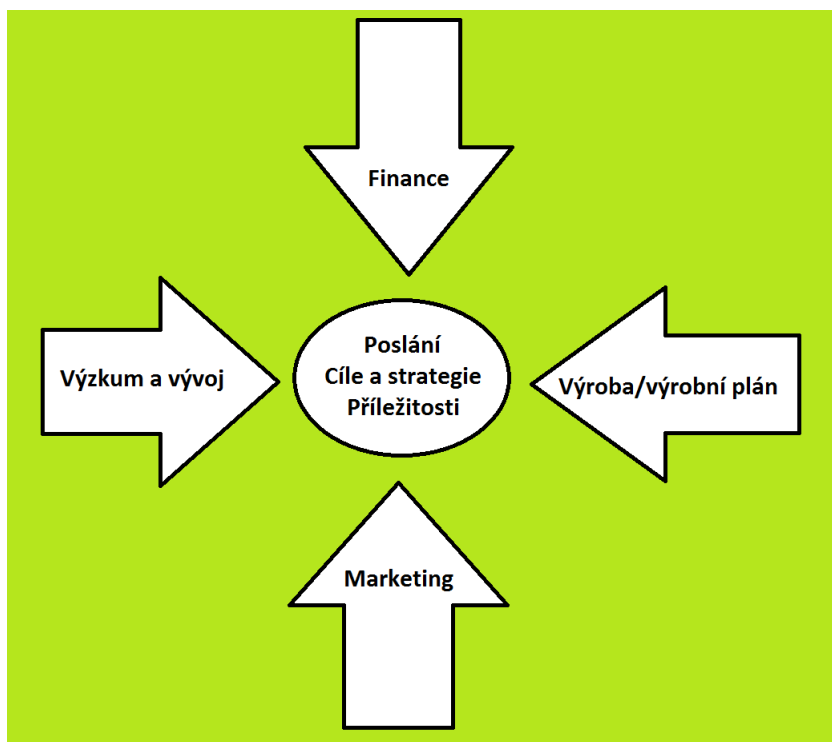 Finance
Výzkum a vývoj
Poslání
Cíle a strategie
Příležitosti
Výroba/výrobní plán
Marketing